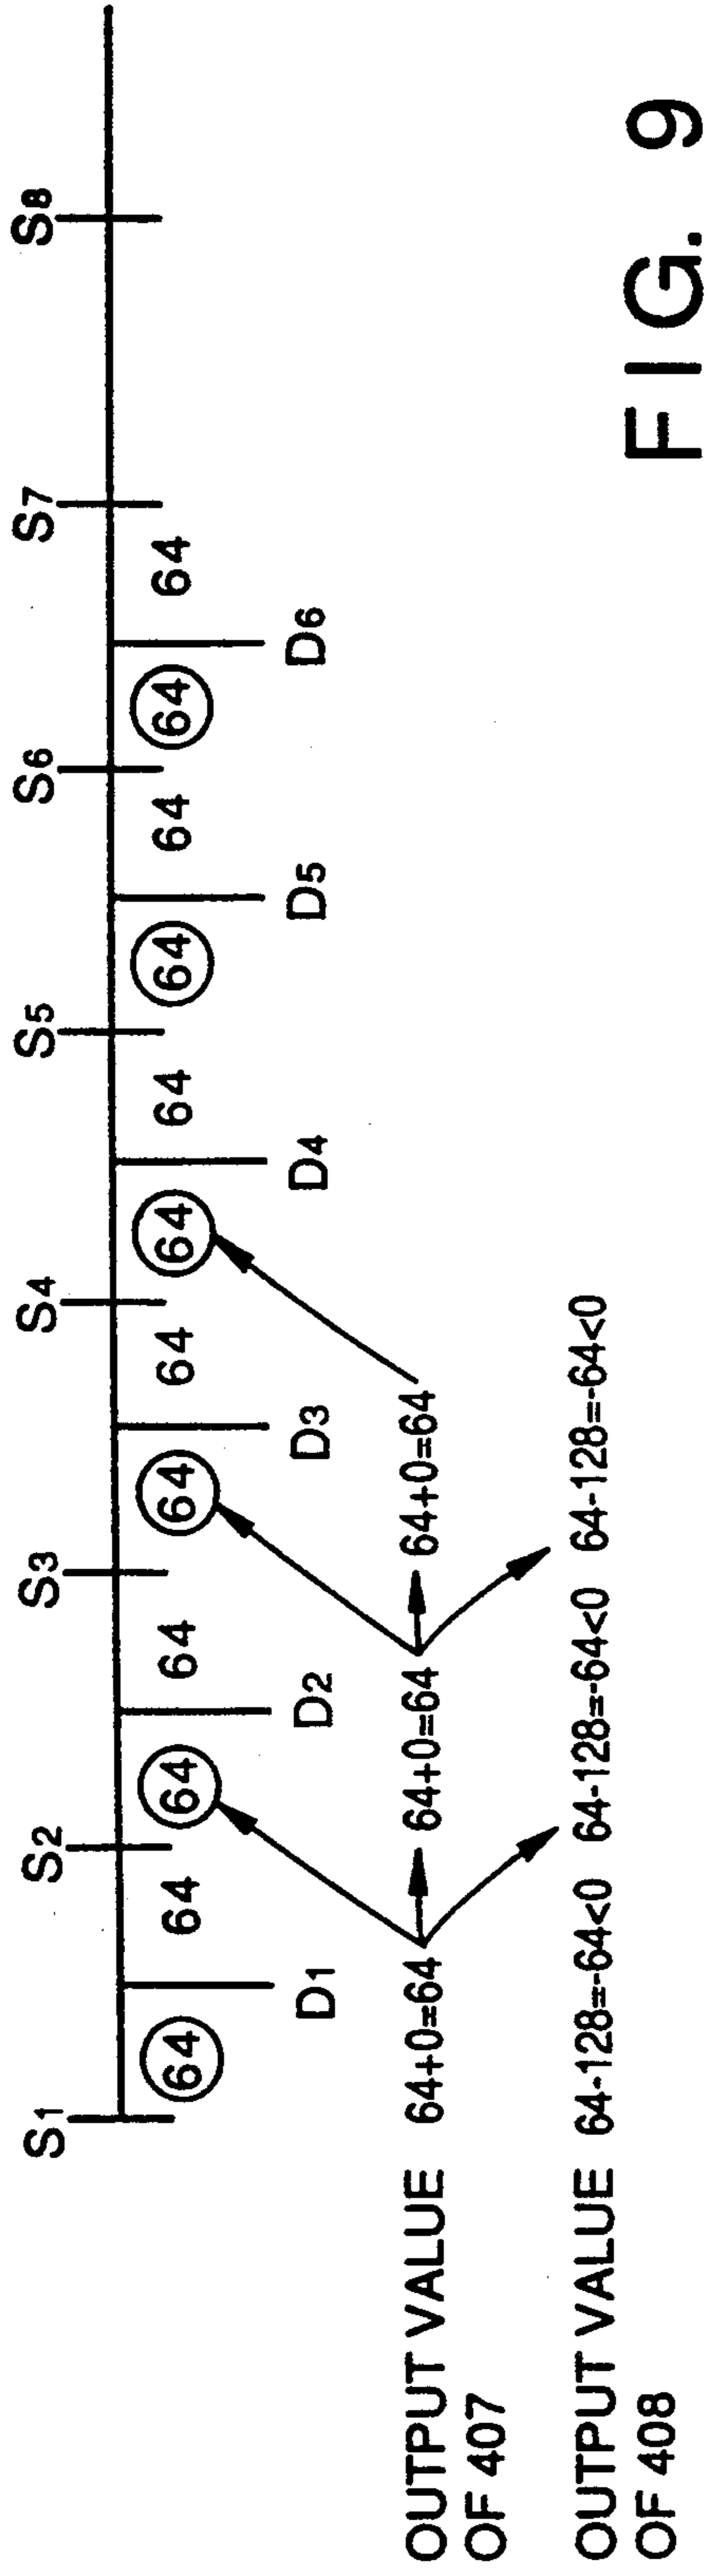 S1 S2 S3 S4 S5 S6 S7 S8
64 64 64 64 64 64 64 64 64 64 64 64
D1 D2 D3 D4 D5 D6
OUTPUT VALUE 64+0=64 64+0=64 64+0=64
OF 407
OUTPUT VALUE 64-128=-64<0 64-128=-64<0 64-128=-64<0
OF 408
FIG. 9